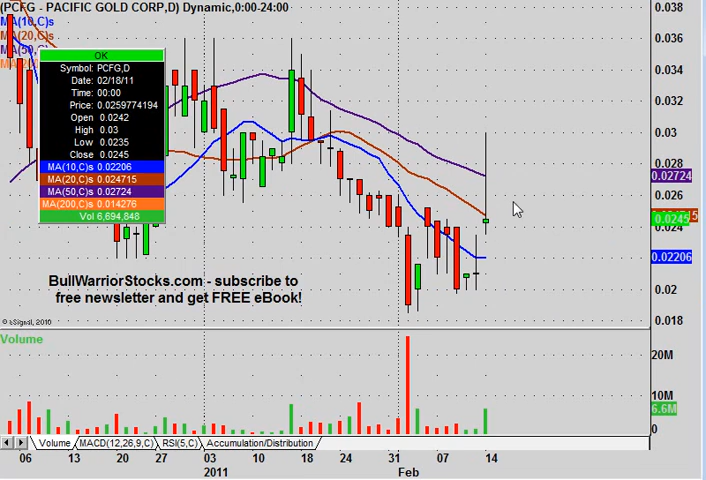 (PCFG - PACIFIC GOLD CORP,D) Dynamic,0:00-24:00
MA(10,C)s
MA(20,C)s
MA(50,C)s
OK
Symbol: PCFG,D
Date: 02/18/11
Time: 00:00
Price: 0.0259774194
Open 0.0242
High 0.03
Low 0.0235
Close 0.0245
MA(10,C)s 0.02206
MA(20,C)s 0.024715
MA(50,C)s 0.02724
MA(200,C)s 0.014276
Vol 6,694,848
0.038
0.036
0.034
0.032
0.03
0.028
0.02724
0.026
0.0245
0.024
0.02206
0.02
0.018
BullWarriorStocks.com - subscribe to
free newsletter and get FREE eBook!
© eSignal, 2010
Volume
20M
10M
6.6M
0
Volume
MACD(12,26,9,C)
RSI(5,C)
Accumulation/Distribution
06 13 20 27 03 10 18 24 31 07 14
2011 Feb